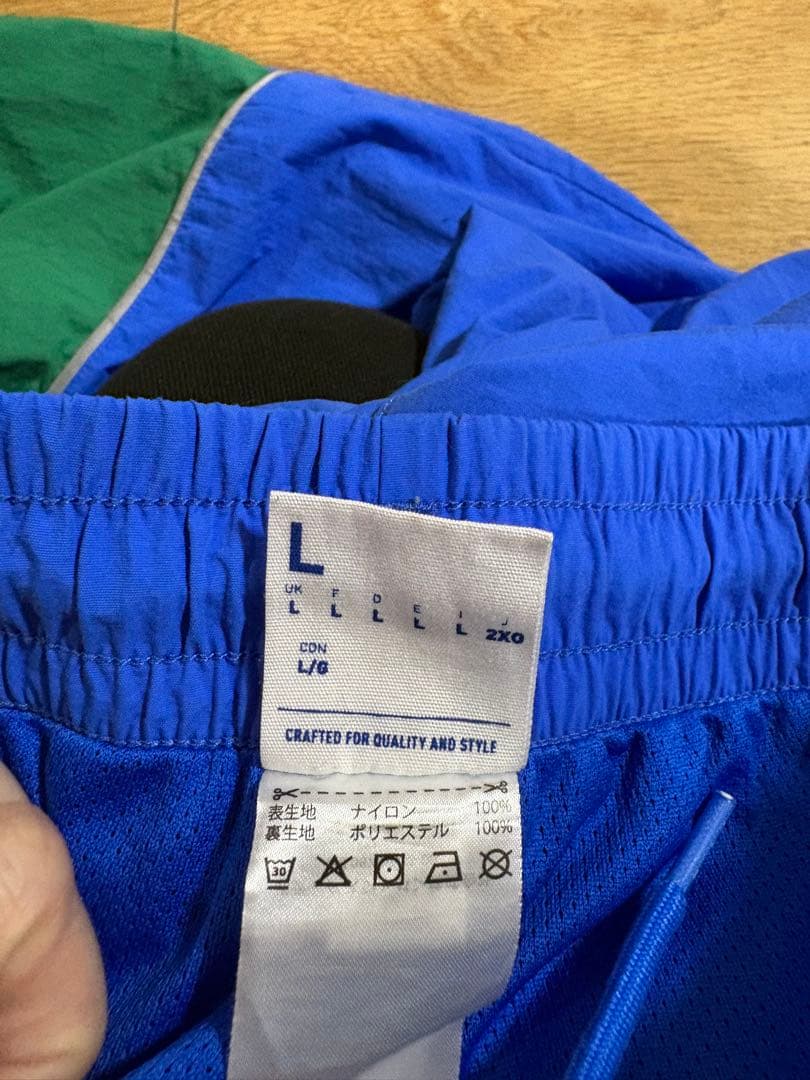 L
UK F D E I J
L L L L L 2XO
CDN
L/G
CRAFTED FOR QUALITY AND STYLE
表生地 ナイロン 100%
裏生地 ポリエステル 100%
30